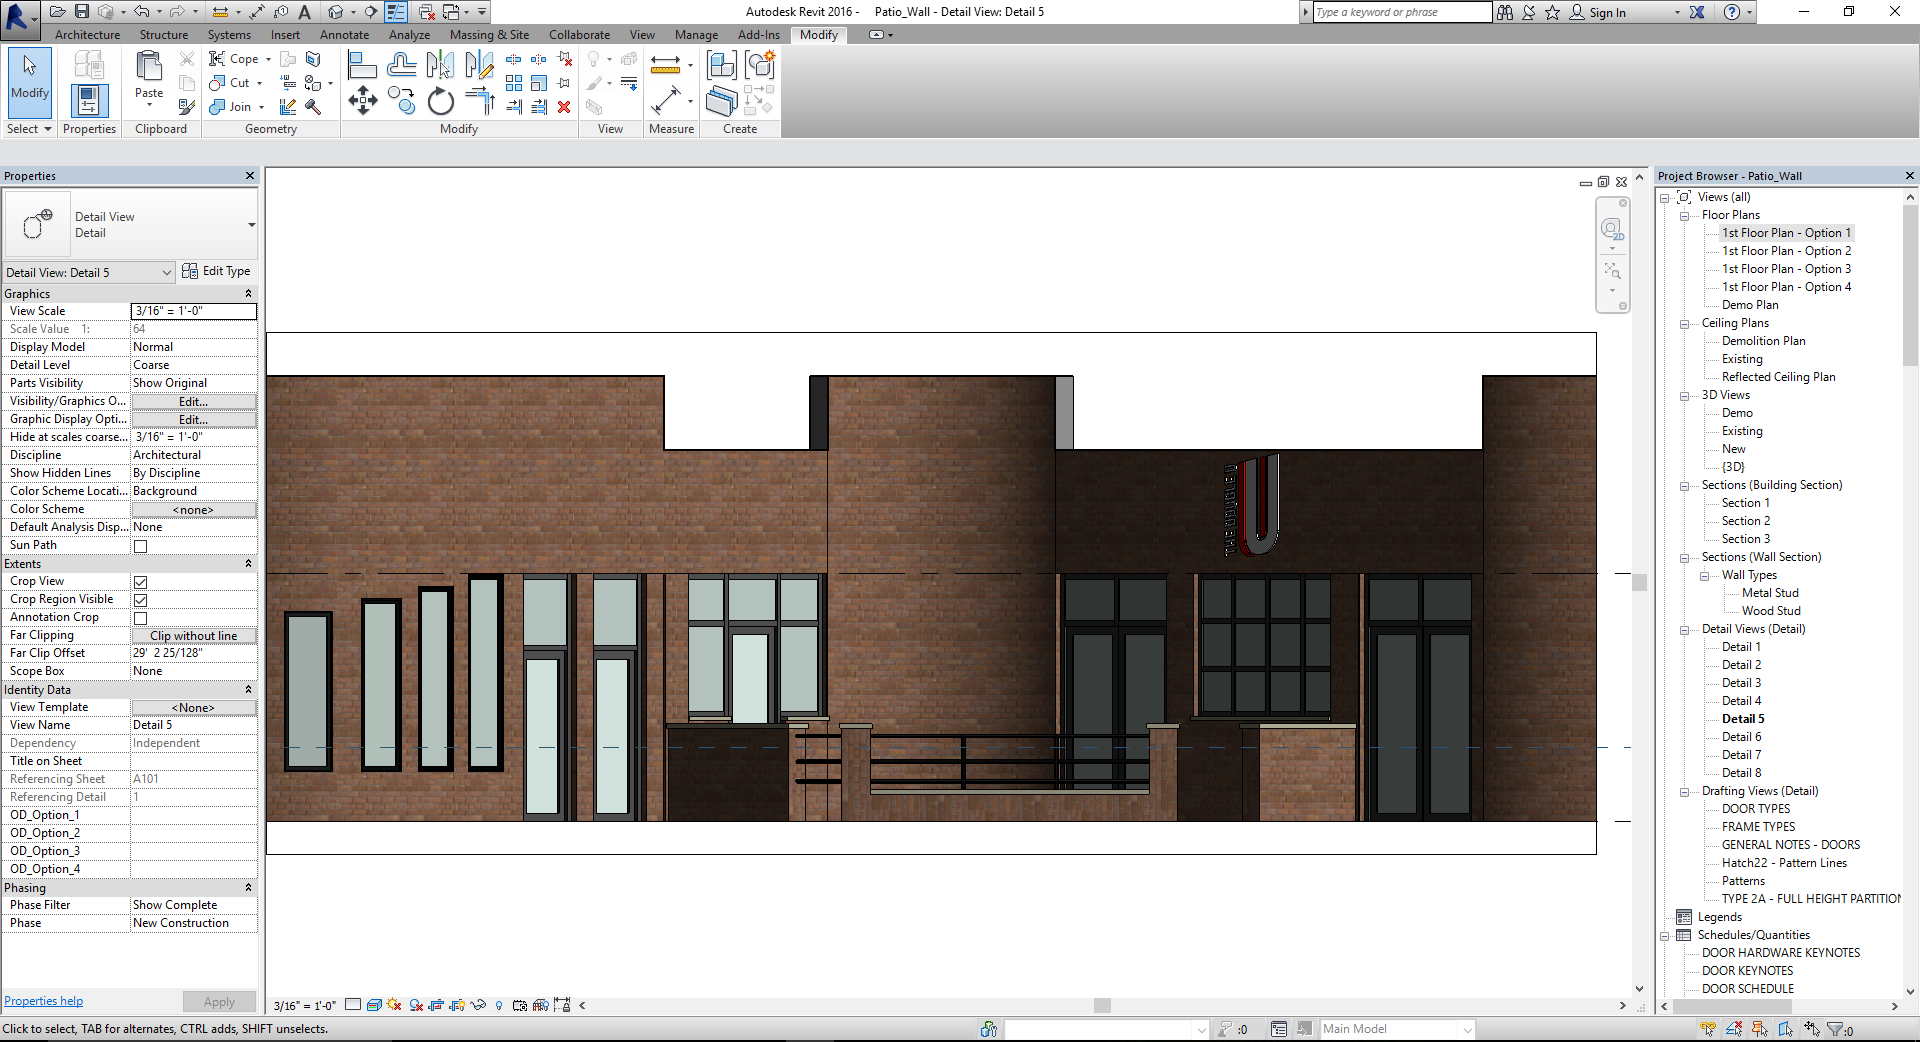 Autodesk Revit 2016 - Patio_Wall - Detail View: Detail 5
Type a keyword or phrase
Sign In
Architecture Structure Systems Insert Annotate Analyze Massing & Site Collaborate View Manage Add-Ins Modify
Modify
Paste
Cope
Cut
Join
Select Properties Clipboard Geometry Modify View Measure Create
Properties
Detail View
Detail
Detail View: Detail 5 Edit Type
Graphics
View Scale 3/16" = 1'-0"
Scale Value 1: 64
Display Model Normal
Detail Level Coarse
Parts Visibility Show Original
Visibility/Graphics O... Edit...
Graphic Display Opti... Edit...
Hide at scales coarse... 3/16" = 1'-0"
Discipline Architectural
Show Hidden Lines By Discipline
Color Scheme Locati... Background
Color Scheme <none>
Default Analysis Disp... None
Sun Path
Extents
Crop View
Crop Region Visible
Annotation Crop
Far Clipping Clip without line
Far Clip Offset 29' 2 25/128"
Scope Box None
Identity Data
View Template <None>
View Name Detail 5
Dependency Independent
Title on Sheet
Referencing Sheet A101
Referencing Detail 1
OD_Option_1
OD_Option_2
OD_Option_3
OD_Option_4
Phasing
Phase Filter Show Complete
Phase New Construction
Properties help Apply
2D
U
3/16" = 1'-0"
Project Browser - Patio_Wall
Views (all)
Floor Plans
1st Floor Plan - Option 1
1st Floor Plan - Option 2
1st Floor Plan - Option 3
1st Floor Plan - Option 4
Demo Plan
Ceiling Plans
Demolition Plan
Existing
Reflected Ceiling Plan
3D Views
Demo
Existing
New
{3D}
Sections (Building Section)
Section 1
Section 2
Section 3
Sections (Wall Section)
Wall Types
Metal Stud
Wood Stud
Detail Views (Detail)
Detail 1
Detail 2
Detail 3
Detail 4
Detail 5
Detail 6
Detail 7
Detail 8
Drafting Views (Detail)
DOOR TYPES
FRAME TYPES
GENERAL NOTES - DOORS
Hatch22 - Pattern Lines
Patterns
TYPE 2A - FULL HEIGHT PARTITION
Legends
Schedules/Quantities
DOOR HARDWARE KEYNOTES
DOOR KEYNOTES
DOOR SCHEDULE
Click to select, TAB for alternates, CTRL adds, SHIFT unselects.
:0
Main Model
:0